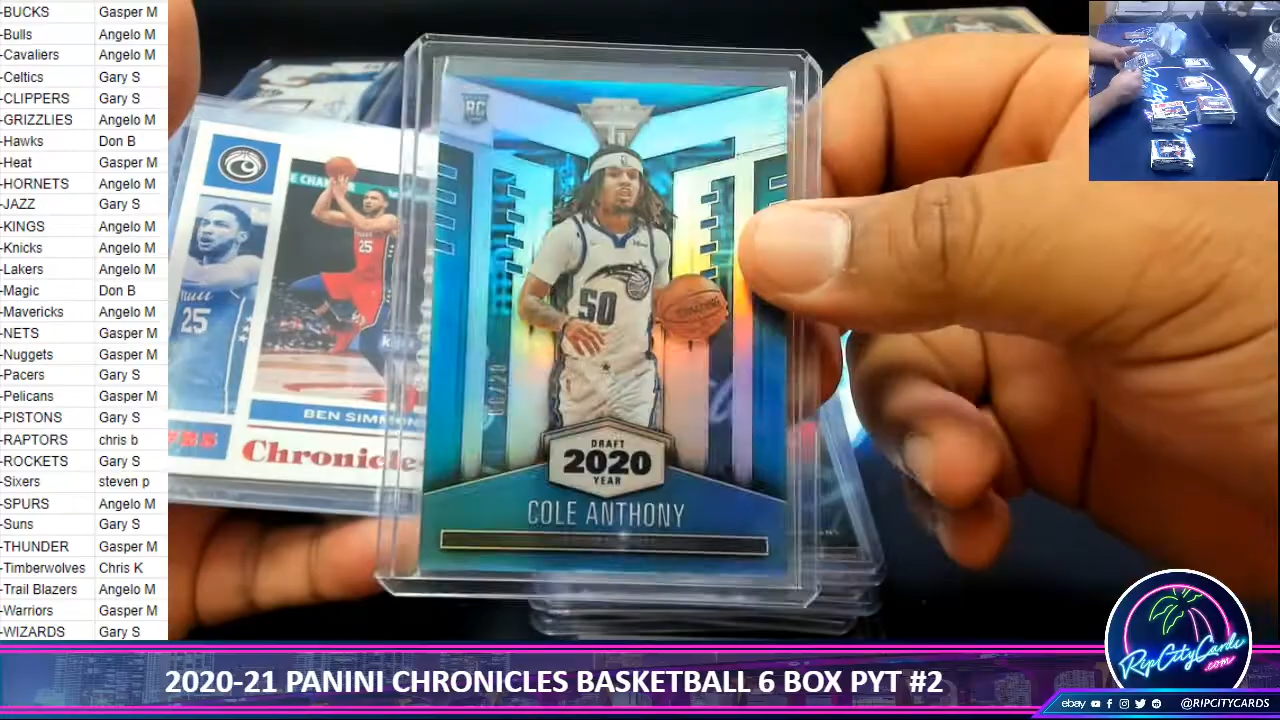 -BUCKS Gasper M
-Bulls Angelo M
-Cavaliers Angelo M
-Celtics Gary S
-CLIPPERS Gary S
-GRIZZLIES Angelo M
-Hawks Don B
-Heat Gasper M
-HORNETS Angelo M
-JAZZ Gary S
-KINGS Angelo M
-Knicks Angelo M
-Lakers Angelo M
-Magic Don B
-Mavericks Angelo M
-NETS Gasper M
-Nuggets Gasper M
-Pacers Gary S
-Pelicans Gasper M
-PISTONS Gary S
-RAPTORS chris b
-ROCKETS Gary S
-Sixers steven p
-SPURS Angelo M
-Suns Gary S
-THUNDER Gasper M
-Timberwolves Chris K
-Trail Blazers Angelo M
-Warriors Gasper M
-WIZARDS Gary S
25
25
BEN SIMMON
Chronicle
RC
50
DRAFT
2020
YEAR
COLE ANTHONY
RipCityCards
.com
2020-21 PANINI CHRONICLES BASKETBALL 6 BOX PYT #2
ebay @RIPCITYCARDS